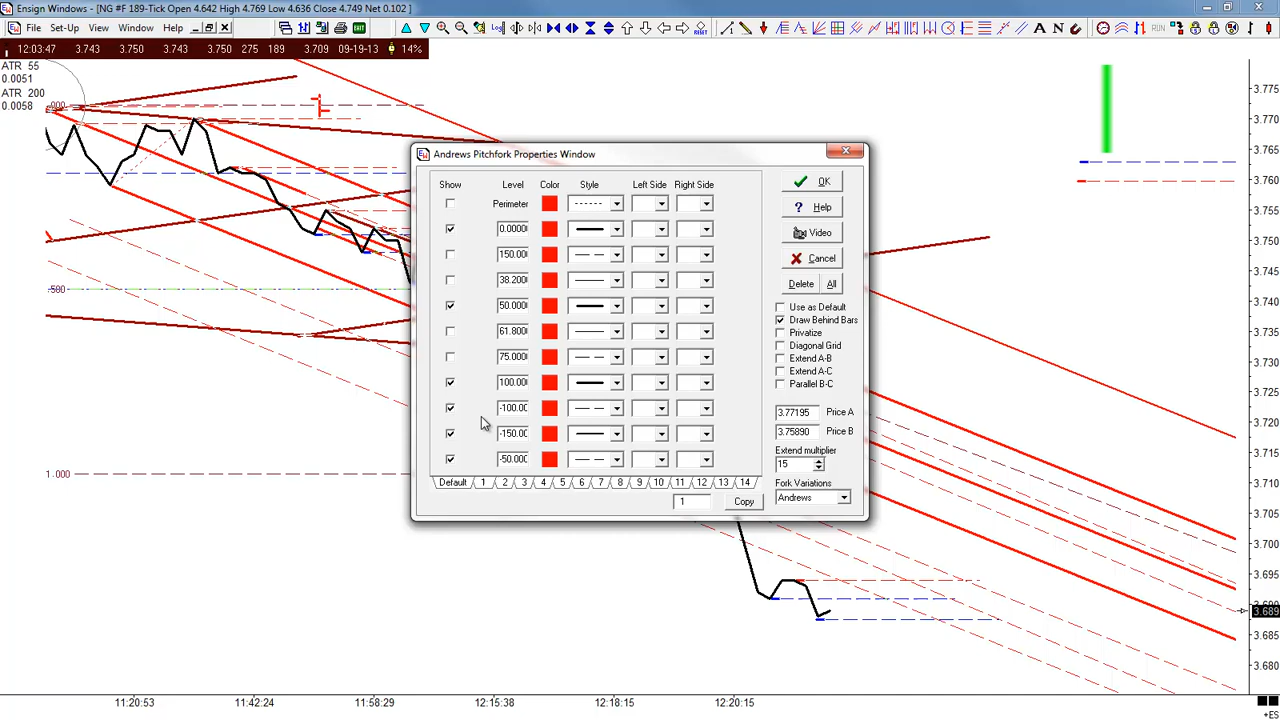 Ensign Windows - [NG #F 189-Tick Open 4.642 High 4.769 Low 4.636 Close 4.749 Net 0.102 ]
File Set-Up View Window Help
12:03:47 3.743 3.743 3.750 275 189 3.709 09-19-13 14%
ATR 55
0.0051
ATR 200
0.0058
.000
.500
1.000
Andrews Pitchfork Properties Window
Show Level Color Style Left Side Right Side
Perimeter
0.0000
150.00
38.200
50.000
61.800
75.000
100.00
-100.00
-150.00
-50.000
Default 1 2 3 4 5 6 7 8 9 10 11 12 13 14
1 Copy
OK
Help
Video
Cancel
Delete All
Use as Default
Draw Behind Bars
Privatize
Diagonal Grid
Extend A-B
Extend A-C
Parallel B-C
3.77195 Price A
3.75890 Price B
Extend multiplier
15
Fork Variations
Andrews
3.775
3.770
3.765
3.760
3.755
3.750
3.745
3.740
3.735
3.730
3.725
3.720
3.715
3.710
3.705
3.700
3.695
3.689
3.685
3.680
11:20:53 11:42:24 11:58:29 12:15:38 12:18:15 12:20:15
+ES